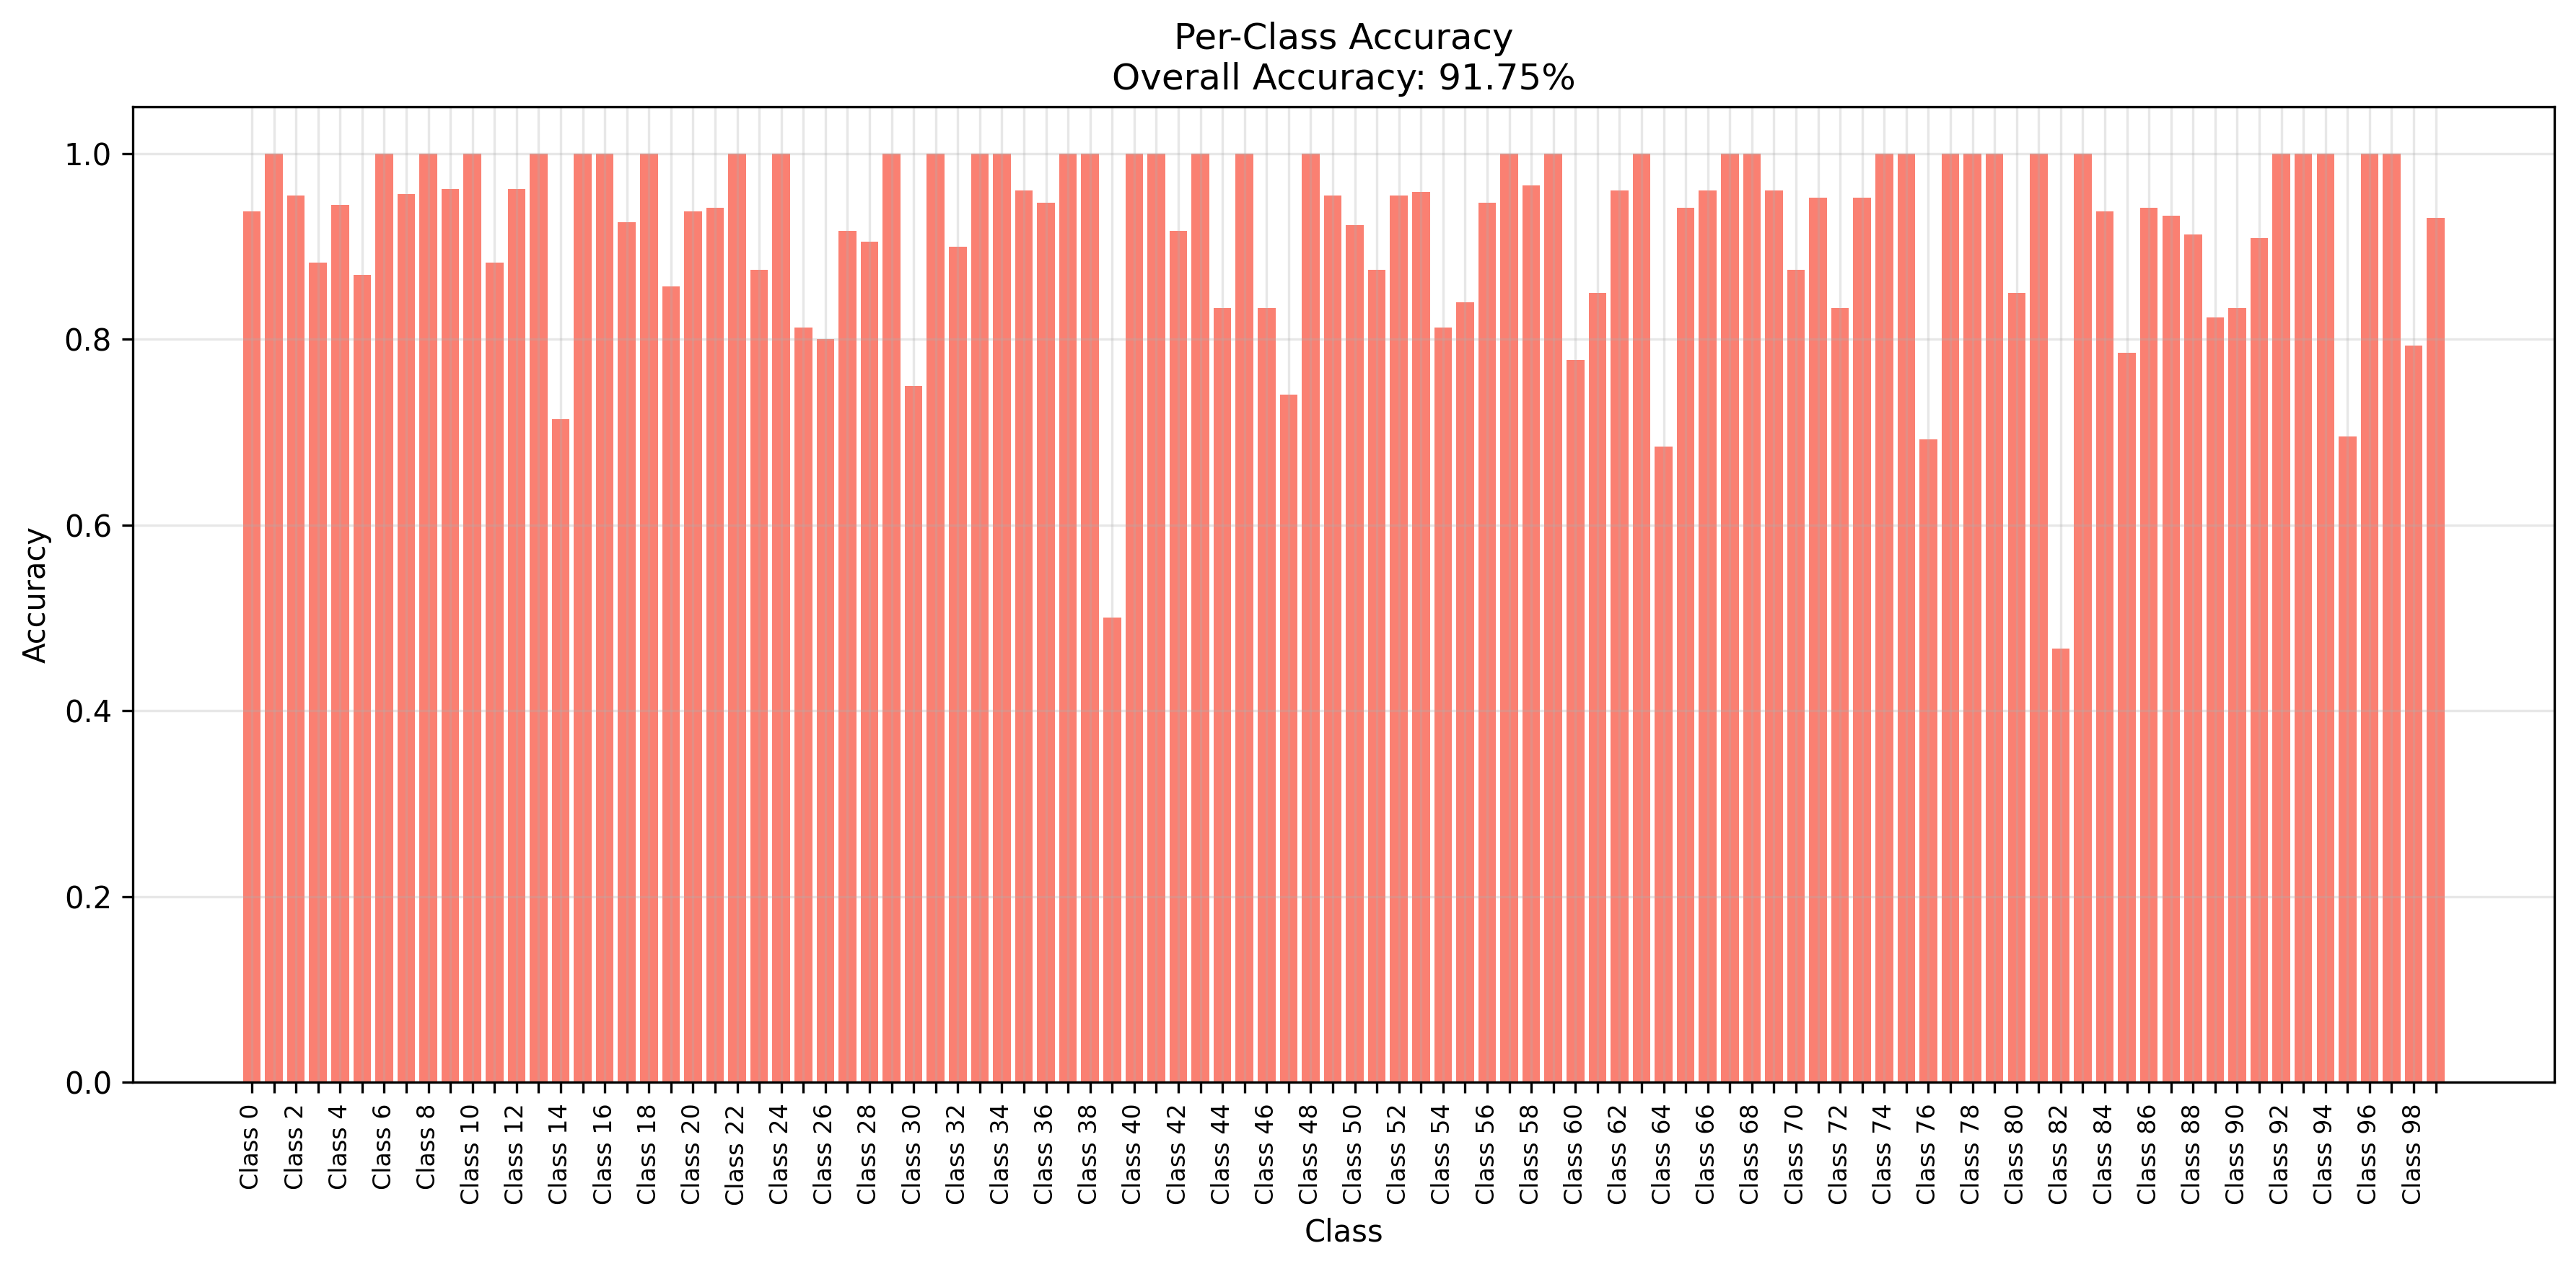 Per-Class Accuracy
Overall Accuracy: 91.75%
1.0
0.8
0.6
0.4
0.2
0.0
Accuracy
Class 0
Class 2
Class 4
Class 6
Class 8
Class 10
Class 12
Class 14
Class 16
Class 18
Class 20
Class 22
Class 24
Class 26
Class 28
Class 30
Class 32
Class 34
Class 36
Class 38
Class 40
Class 42
Class 44
Class 46
Class 48
Class 50
Class 52
Class 54
Class 56
Class 58
Class 60
Class 62
Class 64
Class 66
Class 68
Class 70
Class 72
Class 74
Class 76
Class 78
Class 80
Class 82
Class 84
Class 86
Class 88
Class 90
Class 92
Class 94
Class 96
Class 98
Class